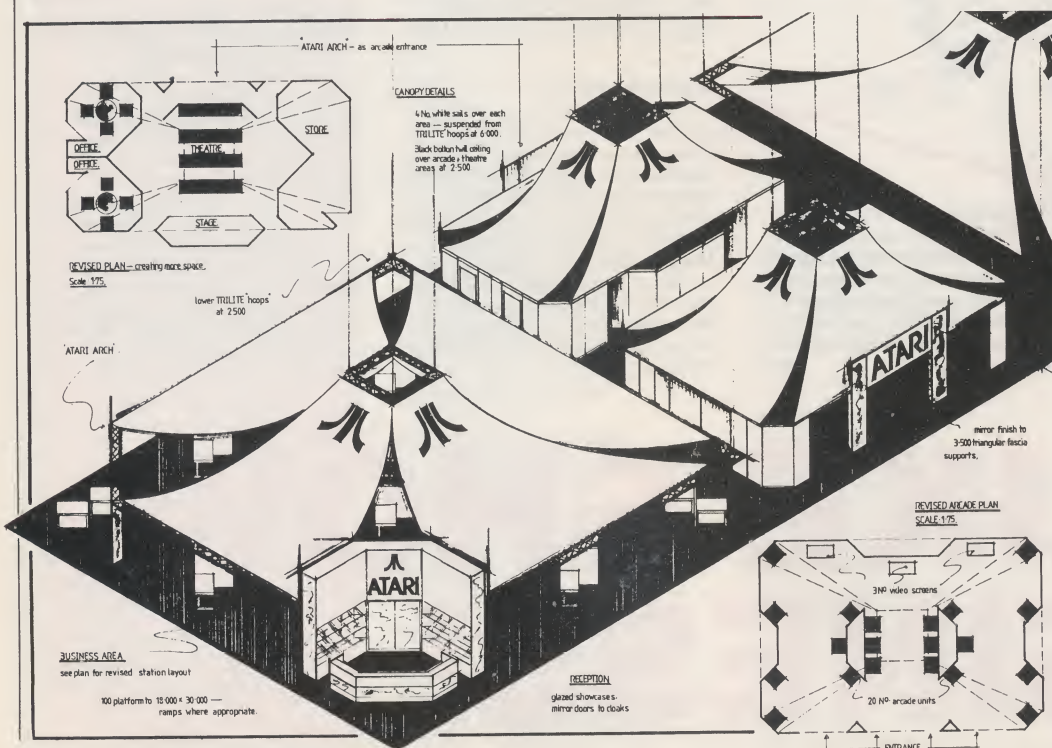 "ATARI ARCH" – as arcade entrance
OFFICE
OFFICE
THEATRE
STORE
STAGE
REVISED PLAN – creating more space.
Scale 1:75.
CANOPY DETAILS
4 No. white sails over each
area — suspended from
TRILITE hoops at 6·000.
Black bolton twill ceiling
over arcade & theatre
areas at 2·500
lower TRILITE "hoops"
at 2·500
"ATARI ARCH"
ATARI
mirror finish to
3·500 triangular fascia
supports.
ATARI
BUSINESS AREA
see plan for revised station layout
100 platform to 18·000 × 30·000 —
ramps where appropriate.
RECEPTION
glazed showcases.
mirror doors to cloaks
REVISED ARCADE PLAN
SCALE·1:75.
3 Nº video screens
20 Nº arcade units
ENTRANCE